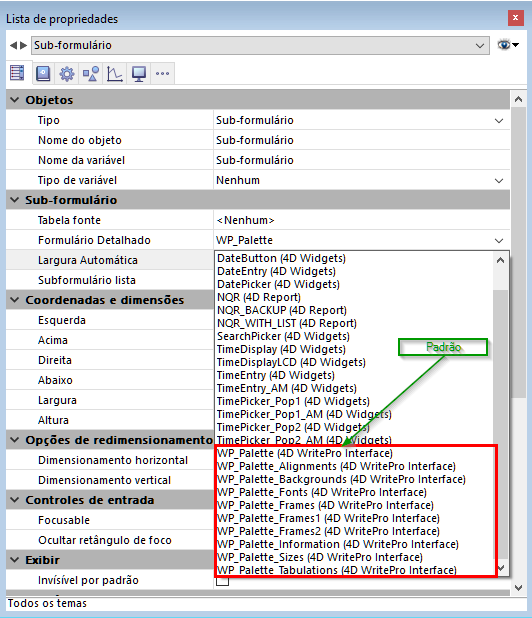 Lista de propriedades
Sub-formulário
Objetos
Tipo Sub-formulário
Nome do objeto Sub-formulário
Nome da variável Sub-formulário
Tipo de variável Nenhum
Sub-formulário
Tabela fonte <Nenhum>
Formulário Detalhado WP_Palette
Largura Automática
Subformulário lista
Coordenadas e dimensões
Esquerda
Acima
Direita
Abaixo
Largura
Altura
Opções de redimensionamento
Dimensionamento horizontal
Dimensionamento vertical
Controles de entrada
Focusable
Ocultar retângulo de foco
Exibir
Invísível por padrão
Todos os temas
DateButton (4D Widgets)
DateEntry (4D Widgets)
DatePicker (4D Widgets)
NQR (4D Report)
NQR_BACKUP (4D Report)
NQR_WITH_LIST (4D Report)
SearchPicker (4D Widgets)
TimeDisplay (4D Widgets)
TimeDisplayLCD (4D Widgets)
TimeEntry (4D Widgets)
TimeEntry_AM (4D Widgets)
TimePicker_Pop1 (4D Widgets)
TimePicker_Pop1_AM (4D Widgets)
TimePicker_Pop2 (4D Widgets)
TimePicker_Pop2_AM (4D Widgets)
WP_Palette (4D WritePro Interface)
WP_Palette_Alignments (4D WritePro Interface)
WP_Palette_Backgrounds (4D WritePro Interface)
WP_Palette_Fonts (4D WritePro Interface)
WP_Palette_Frames (4D WritePro Interface)
WP_Palette_Frames1 (4D WritePro Interface)
WP_Palette_Frames2 (4D WritePro Interface)
WP_Palette_Information (4D WritePro Interface)
WP_Palette_Sizes (4D WritePro Interface)
WP_Palette_Tabulations (4D WritePro Interface)
Padrão